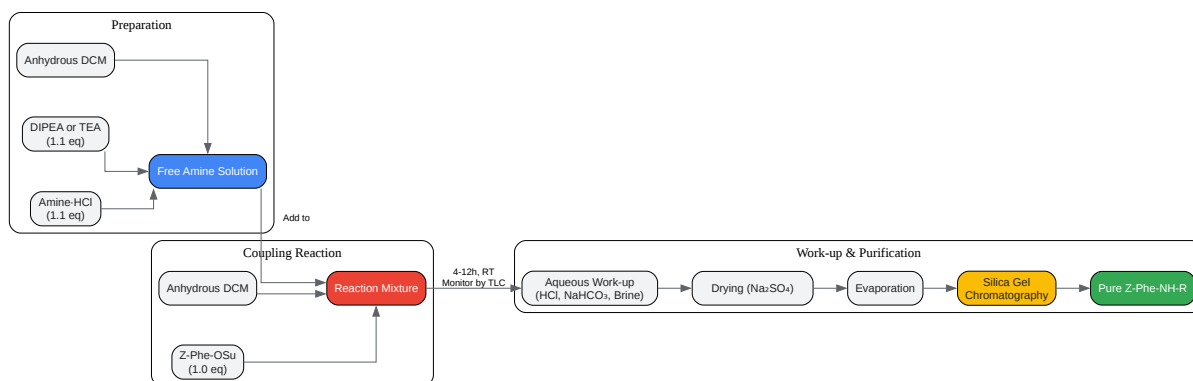 Preparation
Anhydrous DCM
DIPEA or TEA
(1.1 eq)
Free Amine Solution
Amine·HCl
(1.1 eq)
Add to
Coupling Reaction
Anhydrous DCM
Reaction Mixture
Z-Phe-OSu
(1.0 eq)
4-12h, RT
Monitor by TLC
Work-up & Purification
Aqueous Work-up
(HCl, NaHCO₃, Brine)
Drying (Na₂SO₄)
Evaporation
Silica Gel
Chromatography
Pure Z-Phe-NH-R